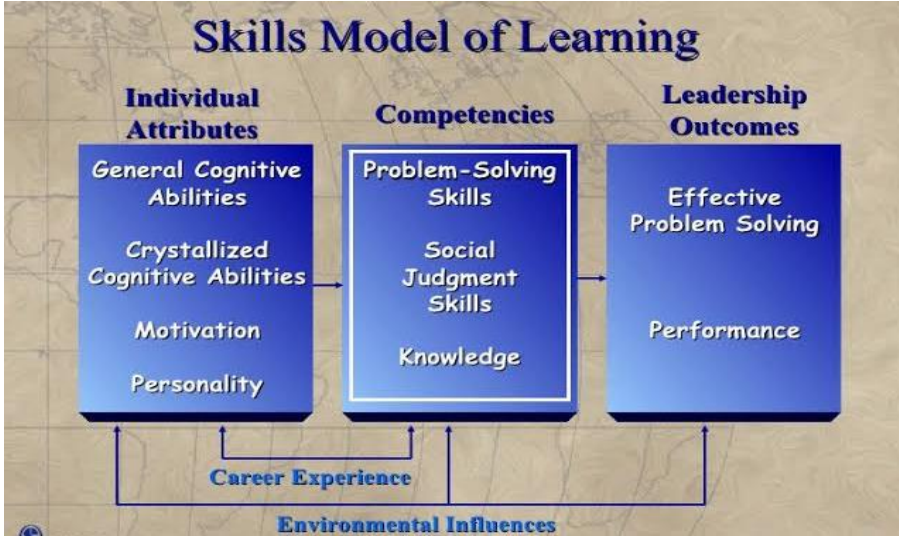 Skills Model of Learning
Individual
Attributes
General Cognitive
Abilities
Crystallized
Cognitive Abilities
Motivation
Personality
Competencies
Problem-Solving
Skills
Social
Judgment
Skills
Knowledge
Leadership
Outcomes
Effective
Problem Solving
Performance
Career Experience
Environmental Influences